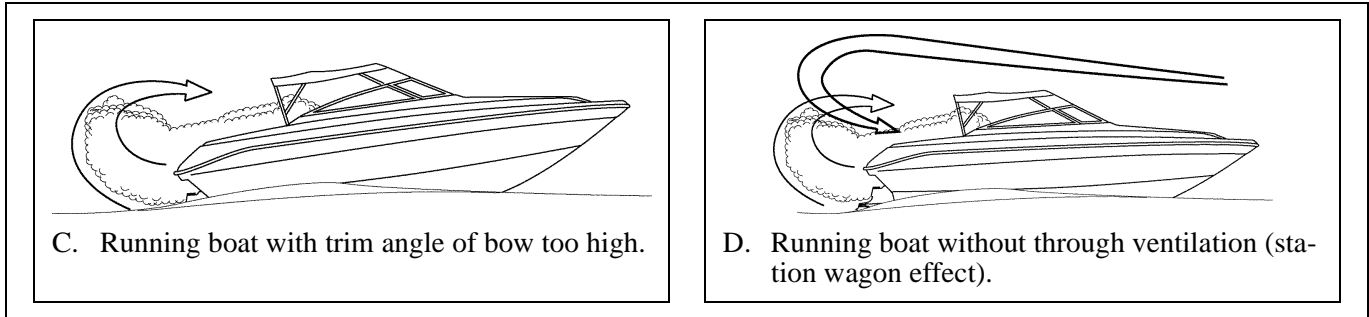 C. Running boat with trim angle of bow too high.
D. Running boat without through ventilation (sta-
tion wagon effect).